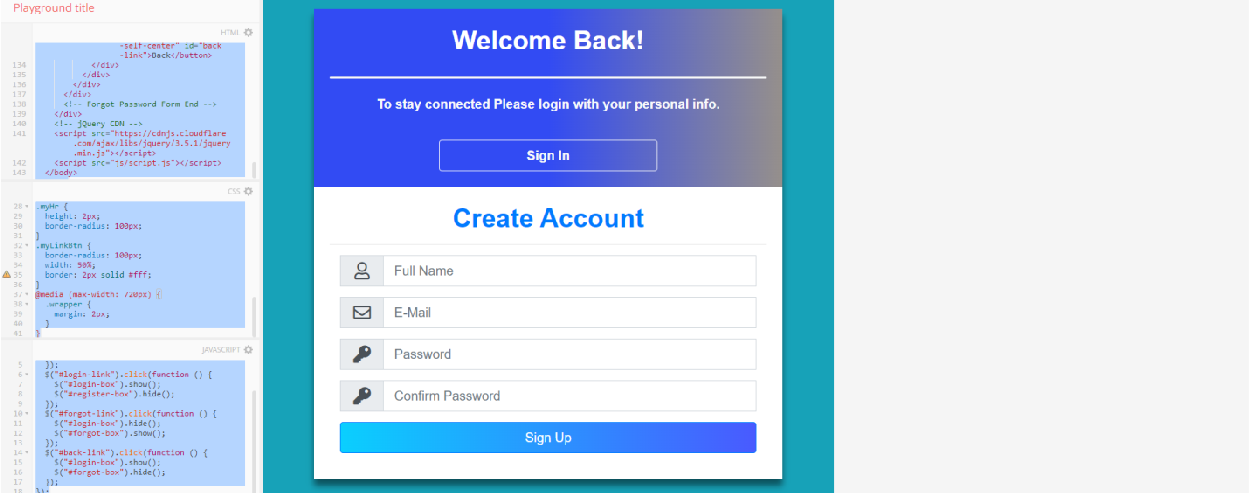 Playground title
HTML
-self-center" id="back
-link">Back</button>
134 </div>
135 </div>
136 </div>
137 </div>
138 <!-- Forgot Password Form End -->
139 </div>
140 <!-- jQuery CDN -->
141 <script src="https://cdnjs.cloudflare
.com/ajax/libs/jquery/3.5.1/jquery
.min.js"></script>
142 <script src="js/script.js"></script>
143 </body>
CSS
28 .myHr {
29 height: 2px;
30 border-radius: 100px;
31 }
32 .myLinkBtn {
33 border-radius: 100px;
34 width: 50%;
35 border: 2px solid #fff;
36 }
37 @media (max-width: 720px) {
38 .wrapper {
39 margin: 2px;
40 }
41 }
JAVASCRIPT
5 });
6 $("#login-link").click(function () {
7 $("#login-box").show();
8 $("#register-box").hide();
9 });
10 $("#forgot-link").click(function () {
11 $("#login-box").hide();
12 $("#forgot-box").show();
13 });
14 $("#back-link").click(function () {
15 $("#login-box").show();
16 $("#forgot-box").hide();
17 });
18 });
Welcome Back!
To stay connected Please login with your personal info.
Sign In
Create Account
Full Name
E-Mail
Password
Confirm Password
Sign Up